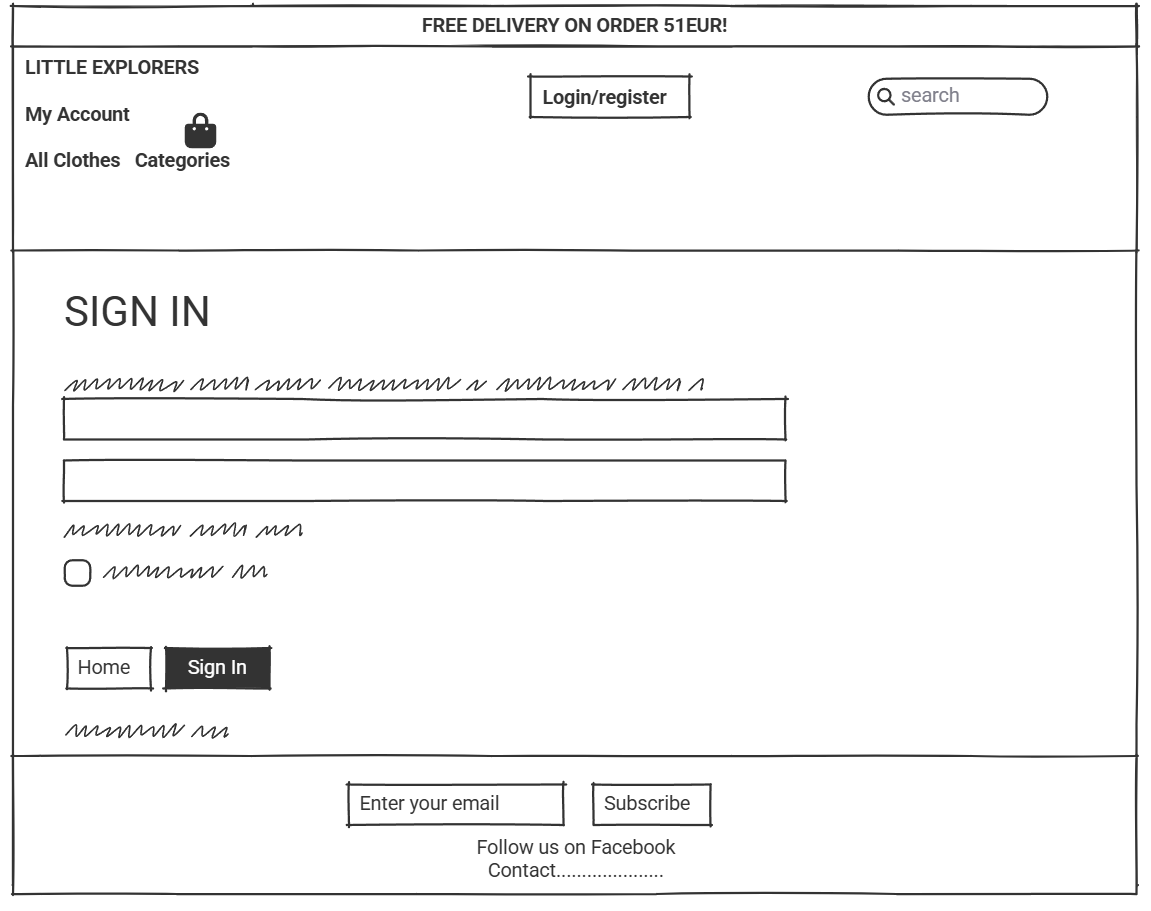 FREE DELIVERY ON ORDER 51EUR!
LITTLE EXPLORERS
My Account
Login/register
search
All Clothes Categories
SIGN IN
Home
Sign In
Enter your email
Subscribe
Follow us on Facebook
Contact.....................